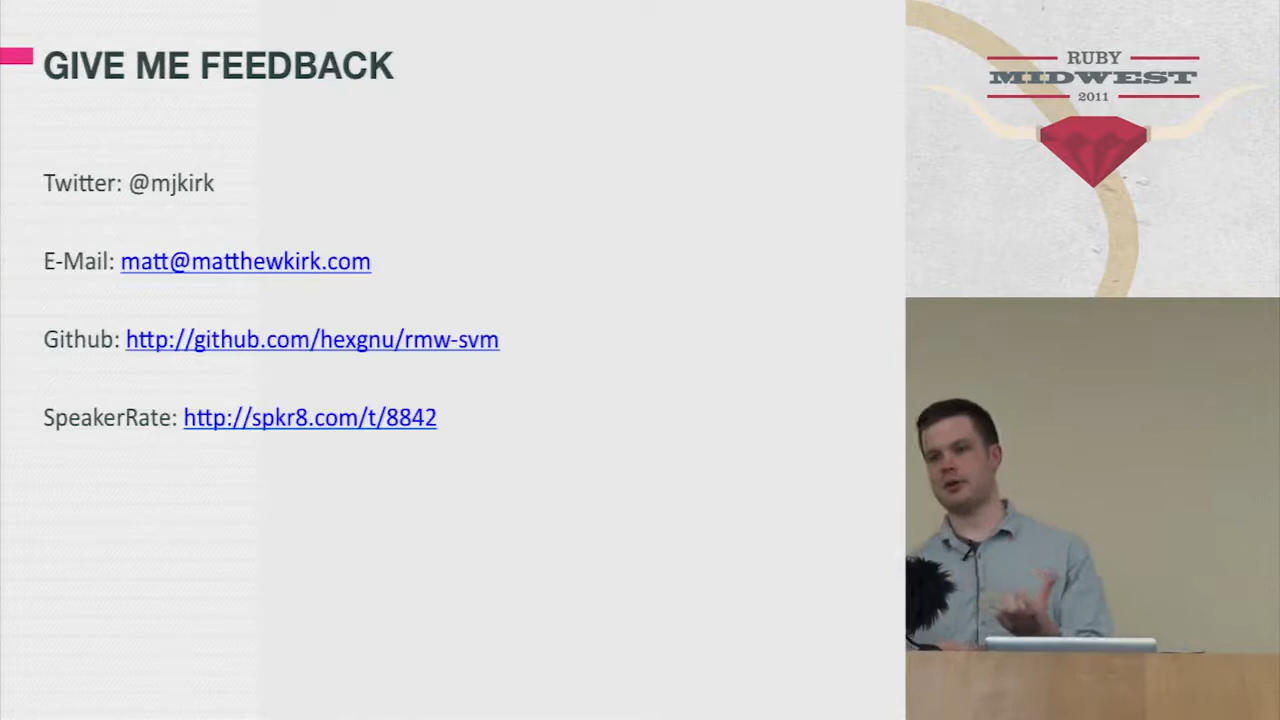 GIVE ME FEEDBACK
Twitter: @mjkirk
E-Mail: matt@matthewkirk.com
Github: http://github.com/hexgnu/rmw-svm
SpeakerRate: http://spkr8.com/t/8842
RUBY
MIDWEST
2011